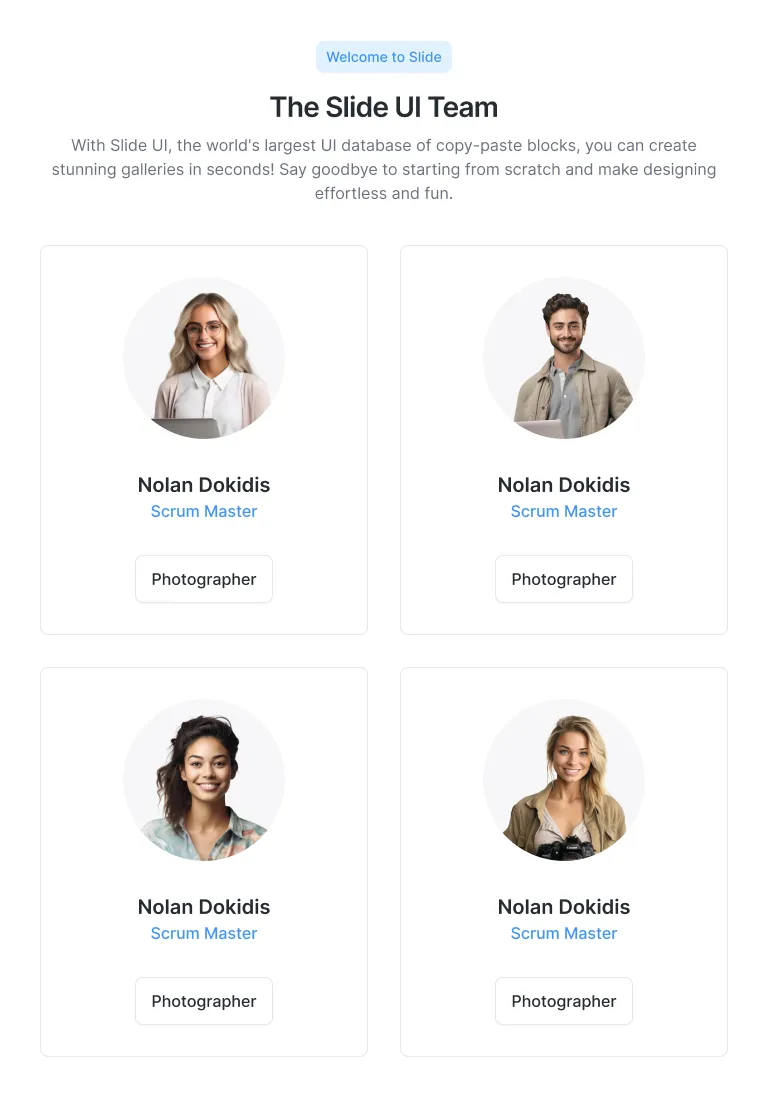 Welcome to Slide
The Slide UI Team
With Slide UI, the world's largest UI database of copy-paste blocks, you can create
stunning galleries in seconds! Say goodbye to starting from scratch and make designing
effortless and fun.
Nolan Dokidis
Scrum Master
Photographer
Nolan Dokidis
Scrum Master
Photographer
Nolan Dokidis
Scrum Master
Photographer
Nolan Dokidis
Scrum Master
Photographer